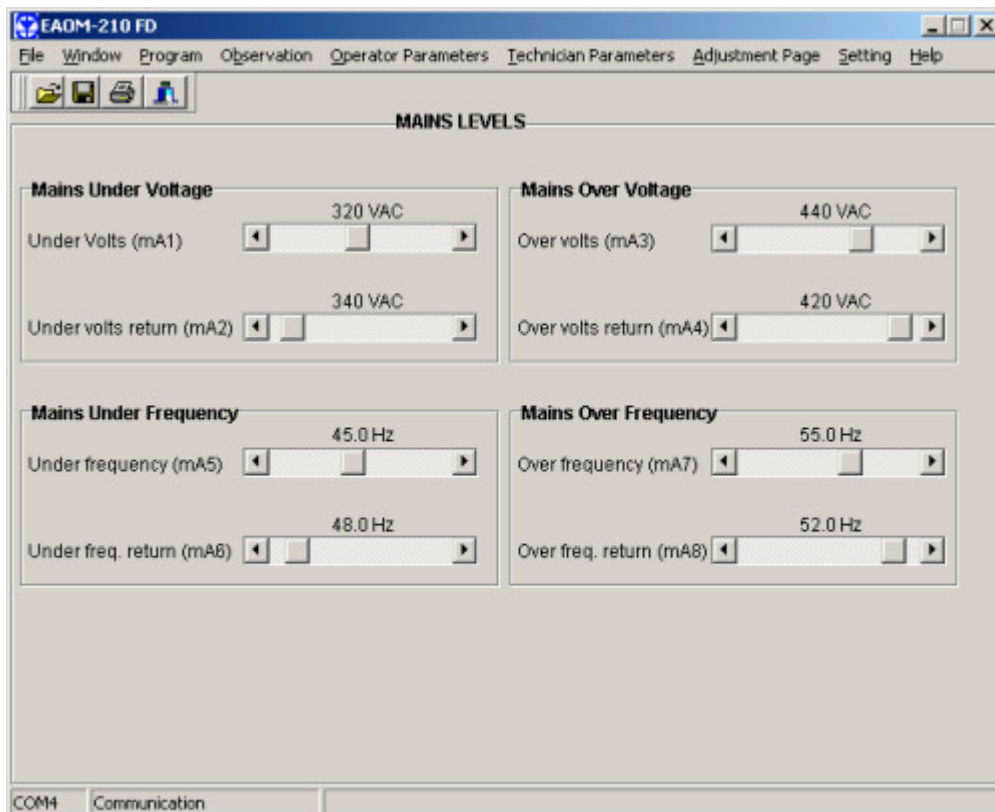 EAOM-210 FD
File Window Program Observation Operator Parameters Technician Parameters Adjustment Page Setting Help
MAINS LEVELS
Mains Under Voltage
320 VAC
Under Volts (mA1)
340 VAC
Under volts return (mA2)
Mains Over Voltage
440 VAC
Over volts (mA3)
420 VAC
Over volts return (mA4)
Mains Under Frequency
45.0 Hz
Under frequency (mA5)
48.0 Hz
Under freq. return (mA6)
Mains Over Frequency
55.0 Hz
Over frequency (mA7)
52.0 Hz
Over freq. return (mA8)
COM4 Communication